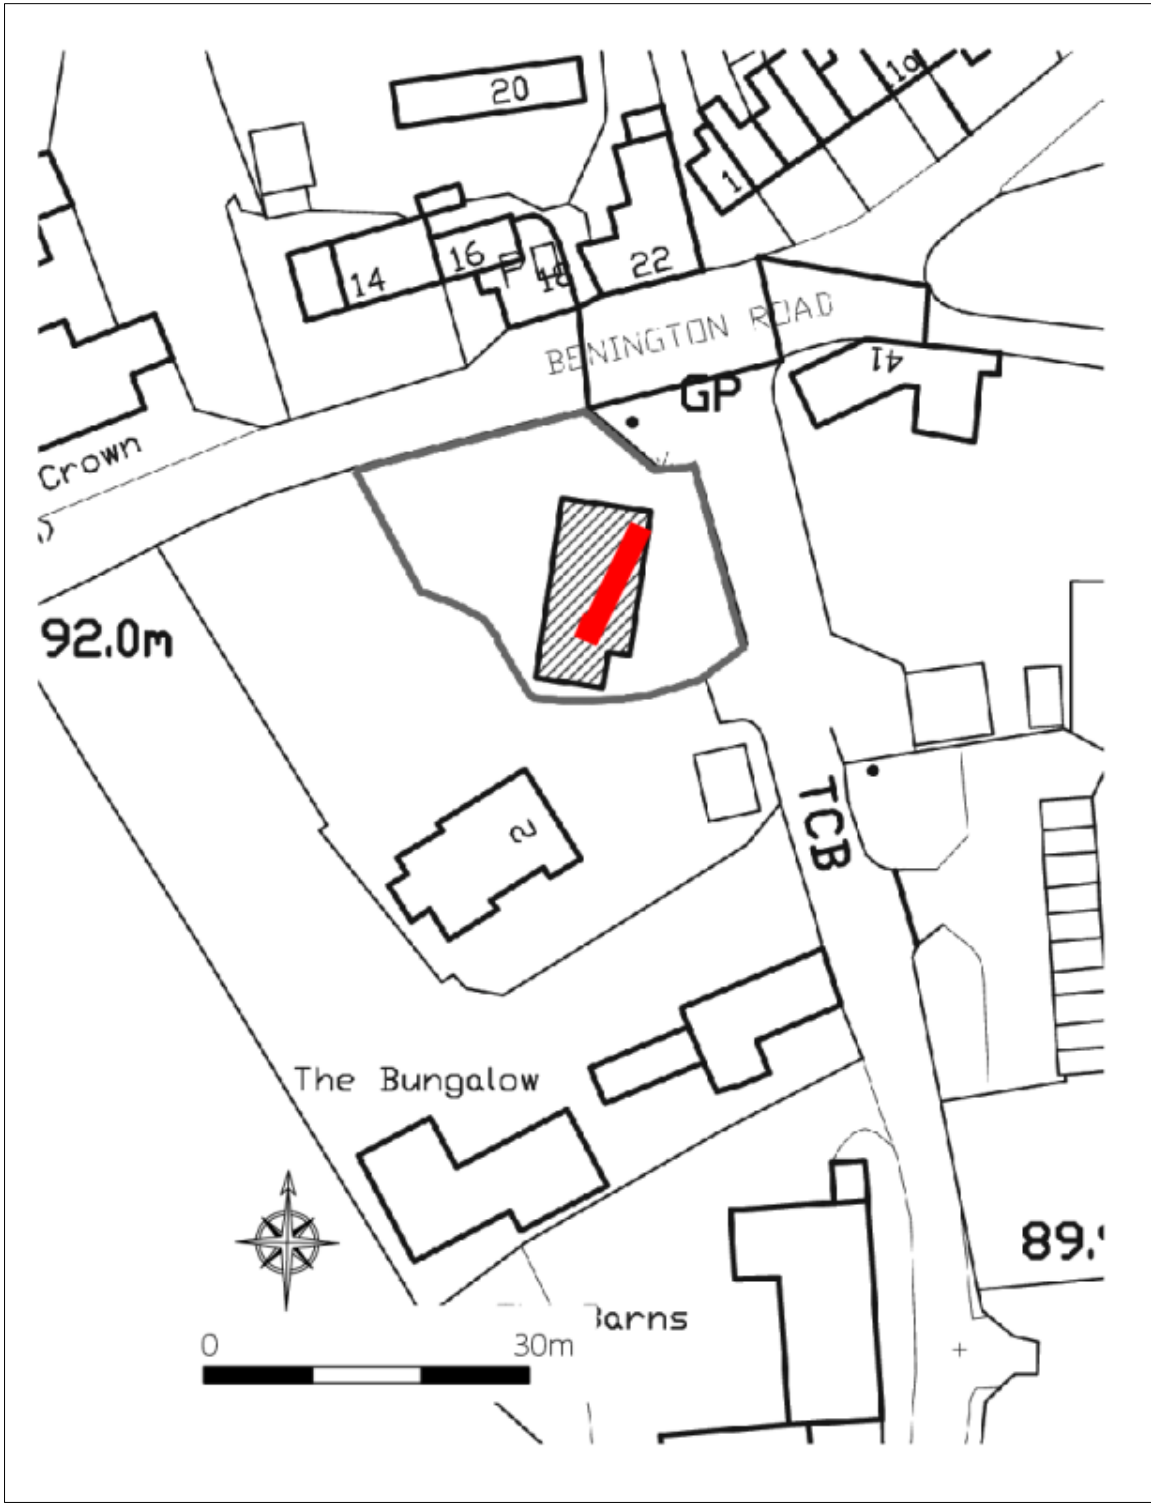 20
11a
1
16
14
P
18
22
BENINGTON ROAD
41
GP
Crown
92.0m
TCB
2
The Bungalow
89.
Barns
0 30m